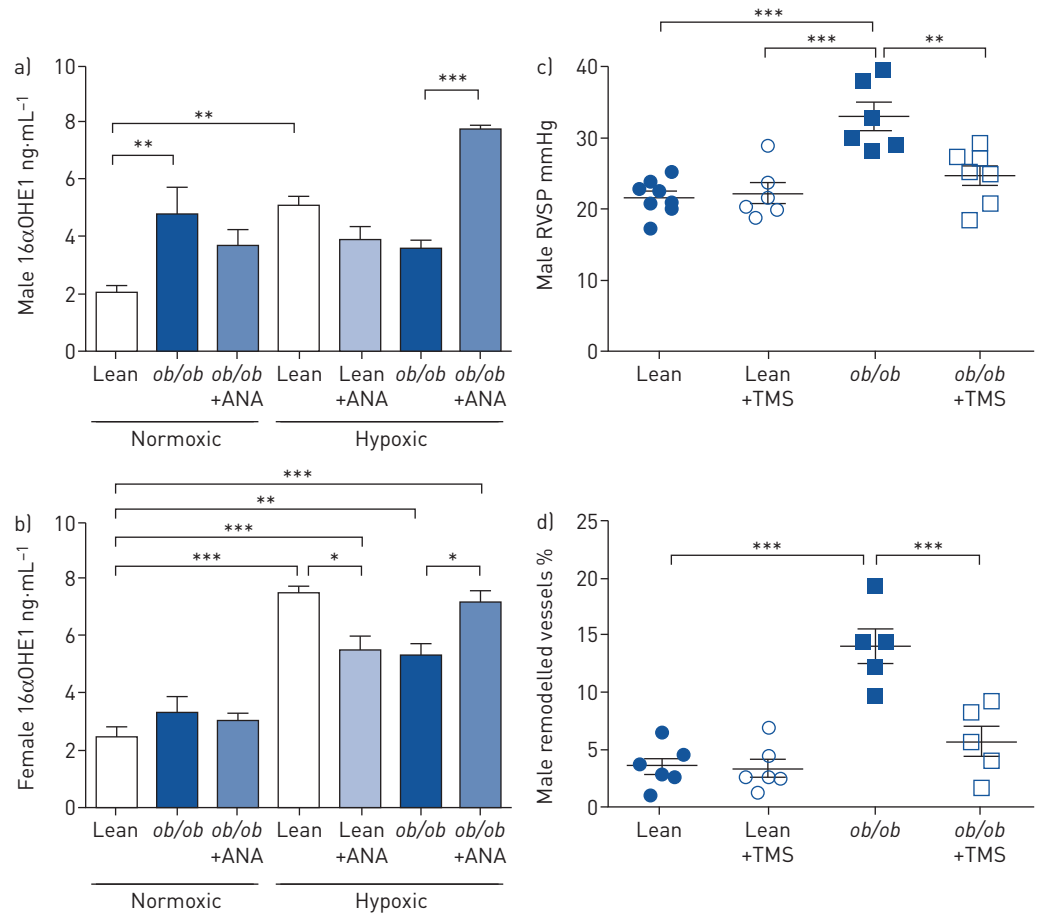 a)
Male 16αOHE1 ng·mL−1
10
8
6
4
2
0
**
**
***
Lean ob/ob ob/ob Lean Lean ob/ob ob/ob
+ANA +ANA +ANA
Normoxic Hypoxic
b)
Female 16αOHE1 ng·mL−1
10
8
6
4
2
0
***
**
***
***
*
*
Lean ob/ob ob/ob Lean Lean ob/ob ob/ob
+ANA +ANA +ANA
Normoxic Hypoxic
c)
Male RVSP mmHg
40
30
20
10
0
***
***
**
Lean Lean ob/ob ob/ob
+TMS +TMS
d)
Male remodelled vessels %
25
20
15
10
5
0
***
***
Lean Lean ob/ob ob/ob
+TMS +TMS